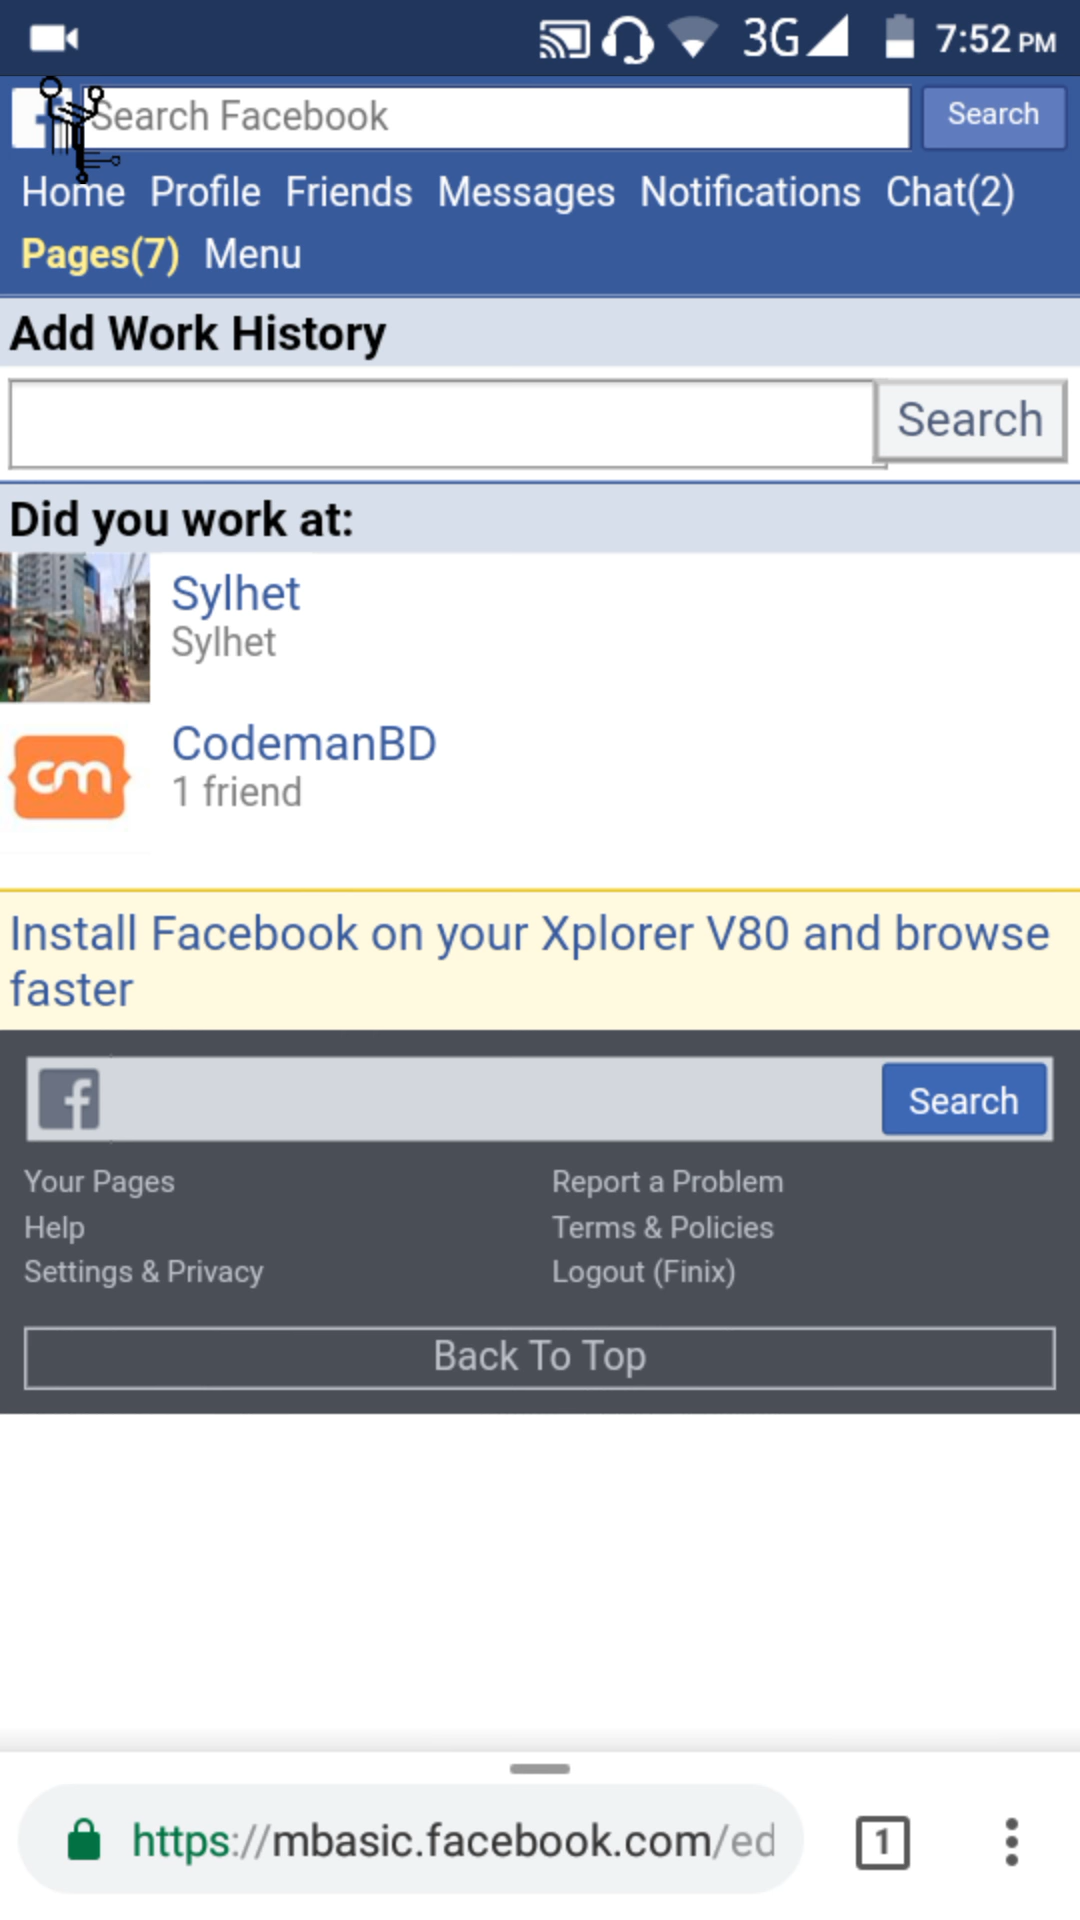 3G 7:52 PM
Search Facebook Search
Home Profile Friends Messages Notifications Chat(2)
Pages(7) Menu
Add Work History
Search
Did you work at:
Sylhet
Sylhet
cm
CodemanBD
1 friend
Install Facebook on your Xplorer V80 and browse
faster
f Search
Your Pages Report a Problem
Help Terms & Policies
Settings & Privacy Logout (Finix)
Back To Top
https://mbasic.facebook.com/ed 1